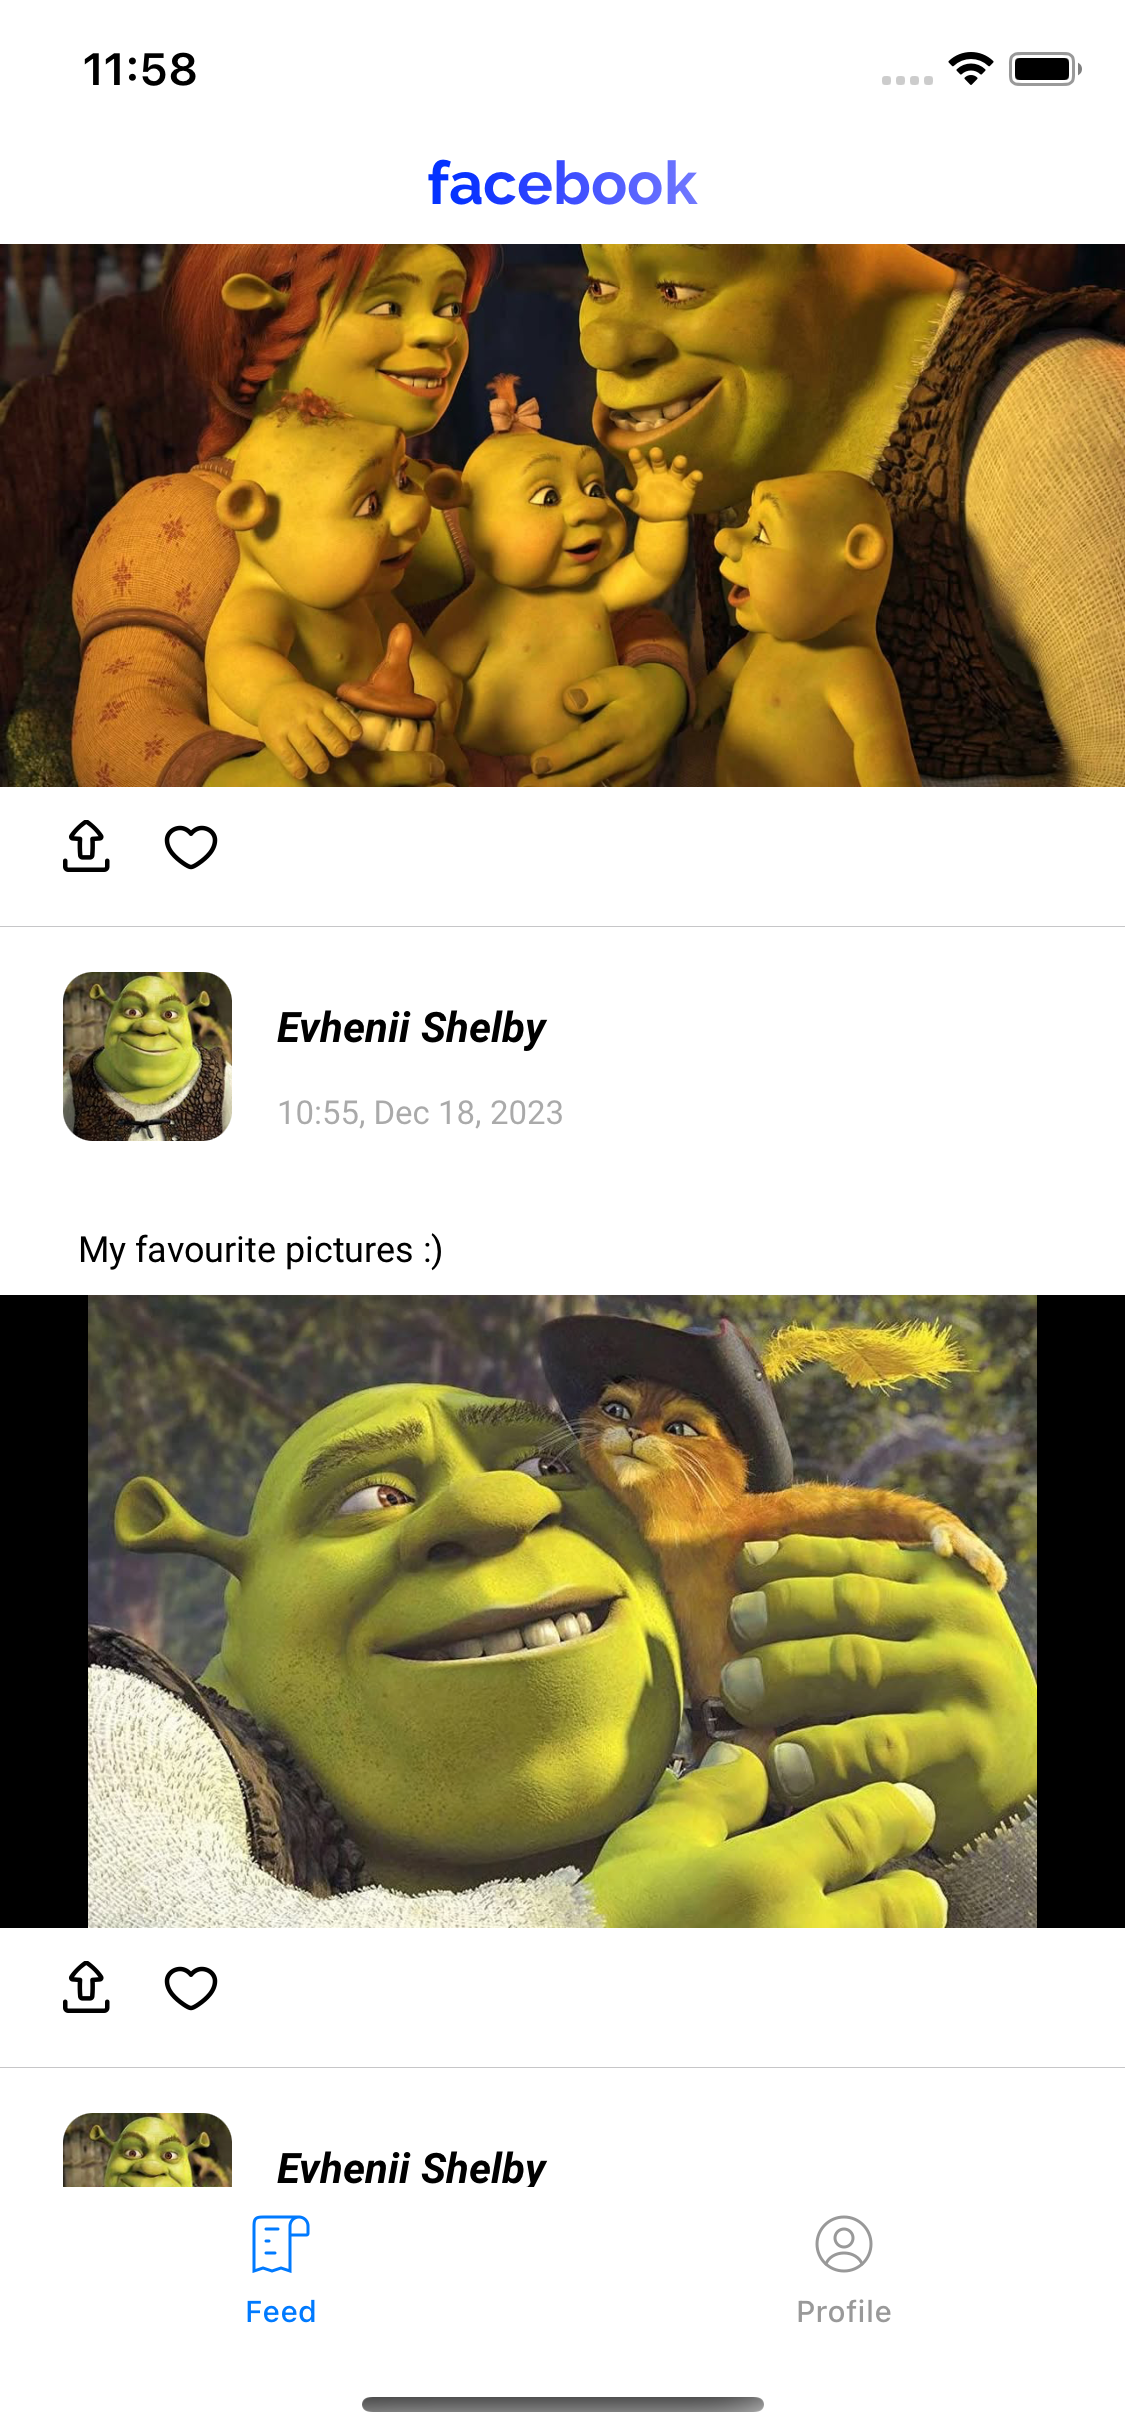 11:58
facebook
Evhenii Shelby
10:55, Dec 18, 2023
My favourite pictures :)
Evhenii Shelby
Feed
Profile